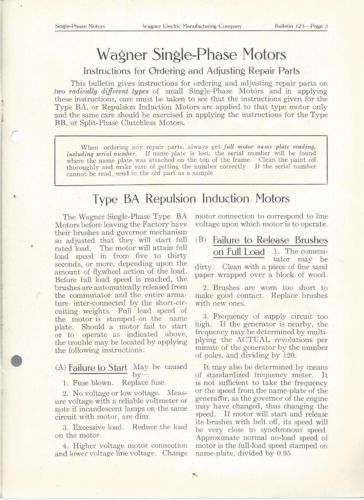 Single-Phase Motors
Wagner Electric Manufacturing Company
Bulletin 123—Page 3
Wagner Single-Phase Motors
Instructions for Ordering and Adjusting Repair Parts
This bulletin gives instructions for ordering and adjusting repair parts on
two radically different types of small Single-Phase Motors and in applying
these instructions, care must be taken to see that the instructions given for the
Type BA, or Repulsion Induction Motors are applied to that type motor only
and the same care should be exercised in applying the instructions for the Type
BB, or Split-Phase Clutchless Motors.
When ordering any repair parts, always get full motor name plate reading,
including serial number. If name plate is lost, the serial number will be found
where the name plate was attached on the top of the frame. Clean the paint off
thoroughly and make sure of getting the number correctly. If the serial number
cannot be read, send in the old part as a sample.
Type BA Repulsion Induction Motors
The Wagner Single-Phase Type BA
Motors before leaving the Factory have
their brushes and governor mechanism
so adjusted that they will start full
rated load. The motor will attain full
load speed in from five to thirty
seconds, or more, depending upon the
amount of flywheel action of the load.
Before full load speed is reached, the
brushes are automatically released from
the commutator and the entire arma-
ture inter-connected by the short-cir-
cuiting weights. Full load speed of
the motor is stamped on the name
plate. Should a motor fail to start
or to operate as indicated above,
the trouble may be located by applying
the following instructions:
(A) Failure to Start May be caused
by—
1. Fuse blown. Replace fuse.
2. No voltage or low voltage. Meas-
ure voltage with a reliable voltmeter or
note if incandescent lamps on the same
circuit with motor, are dim.
3. Excessive load. Reduce the load
on the motor.
4. Higher voltage motor connection
and lower voltage line voltage. Change
motor connection to correspond to line
voltage upon which motor is to operate.
(B) Failure to Release Brushes
on Full Load 1. The commu-
tator may be
dirty. Clean with a piece of fine sand
paper wrapped over a block of wood.
2. Brushes are worn too short to
make good contact. Replace brushes
with new ones.
3. Frequency of supply circuit too
high. If the generator is nearby, the
frequency may be determined by multi-
plying the ACTUAL revolutions per
minute of the generator by the number
of poles, and dividing by 120.
It may also be determined by means
of standardized frequency meter. It
is not sufficient to take the frequency
or the speed from the name-plate of the
generator, as the governor of the engine
may have changed, thus changing the
speed. If motor will start and release
its brushes with belt off, its speed will
be very close to synchronous speed.
Approximate normal no-load speed of
motor is the full-load speed stamped on
name-plate, divided by 0.95.